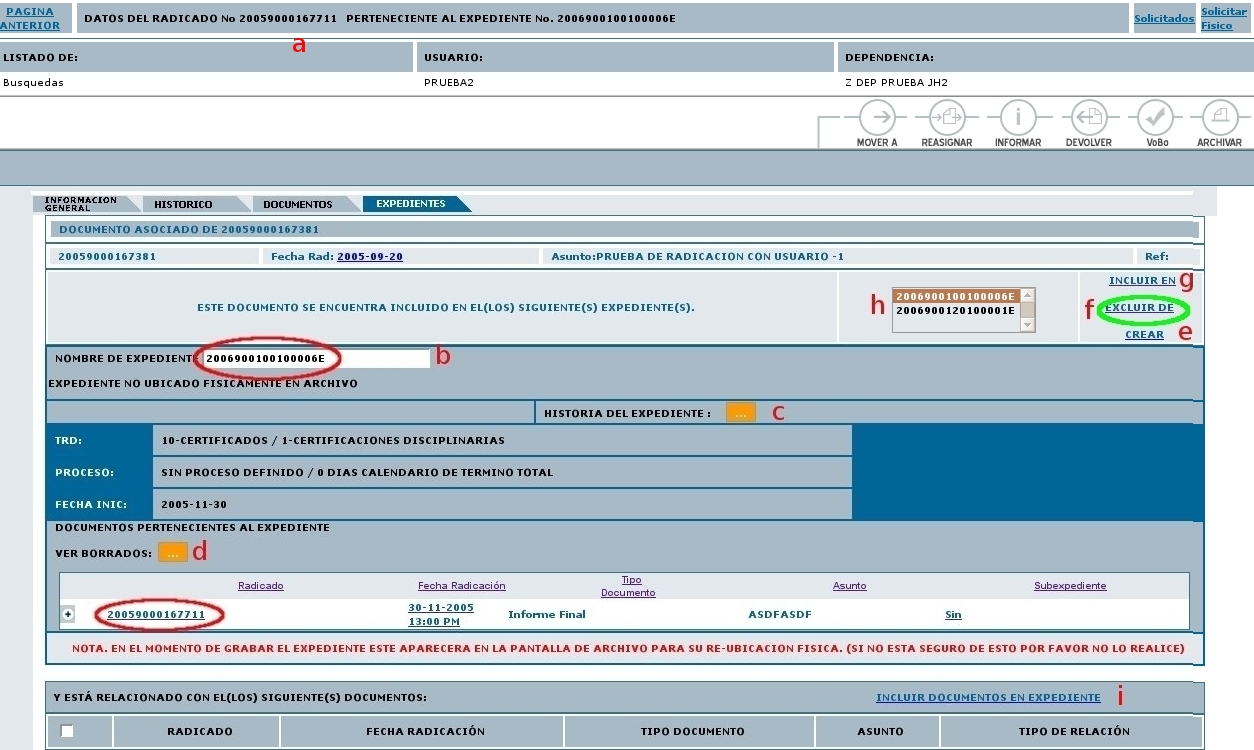 PAGINA ANTERIOR
DATOS DEL RADICADO No 20059000167711 PERTENECIENTE AL EXPEDIENTE No. 200690010010006E
Solicitados
Solicitar Fisico
a
LISTADO DE: USUARIO: DEPENDENCIA:
Busquedas PRUEBA2 Z DEP PRUEBA JH2
MOVER A REASIGNAR INFORMAR DEVOLVER VoBo ARCHIVAR
INFORMACION GENERAL HISTORICO DOCUMENTOS EXPEDIENTES
DOCUMENTO ASOCIADO DE 20059000167381
20059000167381 Fecha Rad: 2005-09-20 Asunto:PRUEBA DE RADICACION CON USUARIO -1 Ref:
ESTE DOCUMENTO SE ENCUENTRA INCLUIDO EN EL(LOS) SIGUIENTE(S) EXPEDIENTE(S).
h
2006900100100006E
2006900120100001E
INCLUIR EN g
f EXCLUIR DE
CREAR e
NOMBRE DE EXPEDIENTE 2006900100100006E b
EXPEDIENTE NO UBICADO FISICAMENTE EN ARCHIVO
HISTORIA DEL EXPEDIENTE : ... c
TRD: 10-CERTIFICADOS / 1-CERTIFICACIONES DISCIPLINARIAS
PROCESO: SIN PROCESO DEFINIDO / 0 DIAS CALENDARIO DE TERMINO TOTAL
FECHA INIC: 2005-11-30
DOCUMENTOS PERTENECIENTES AL EXPEDIENTE
VER BORRADOS: ... d
Radicado Fecha Radicación Tipo Documento Asunto Subexpediente
20059000167711 30-11-2005 13:00 PM Informe Final ASDFASDF Sin
NOTA. EN EL MOMENTO DE GRABAR EL EXPEDIENTE ESTE APARECERA EN LA PANTALLA DE ARCHIVO PARA SU RE-UBICACION FISICA. (SI NO ESTA SEGURO DE ESTO POR FAVOR NO LO REALICE)
Y ESTÁ RELACIONADO CON EL(LOS) SIGUIENTE(S) DOCUMENTOS: INCLUIR DOCUMENTOS EN EXPEDIENTE i
RADICADO FECHA RADICACIÓN TIPO DOCUMENTO ASUNTO TIPO DE RELACIÓN